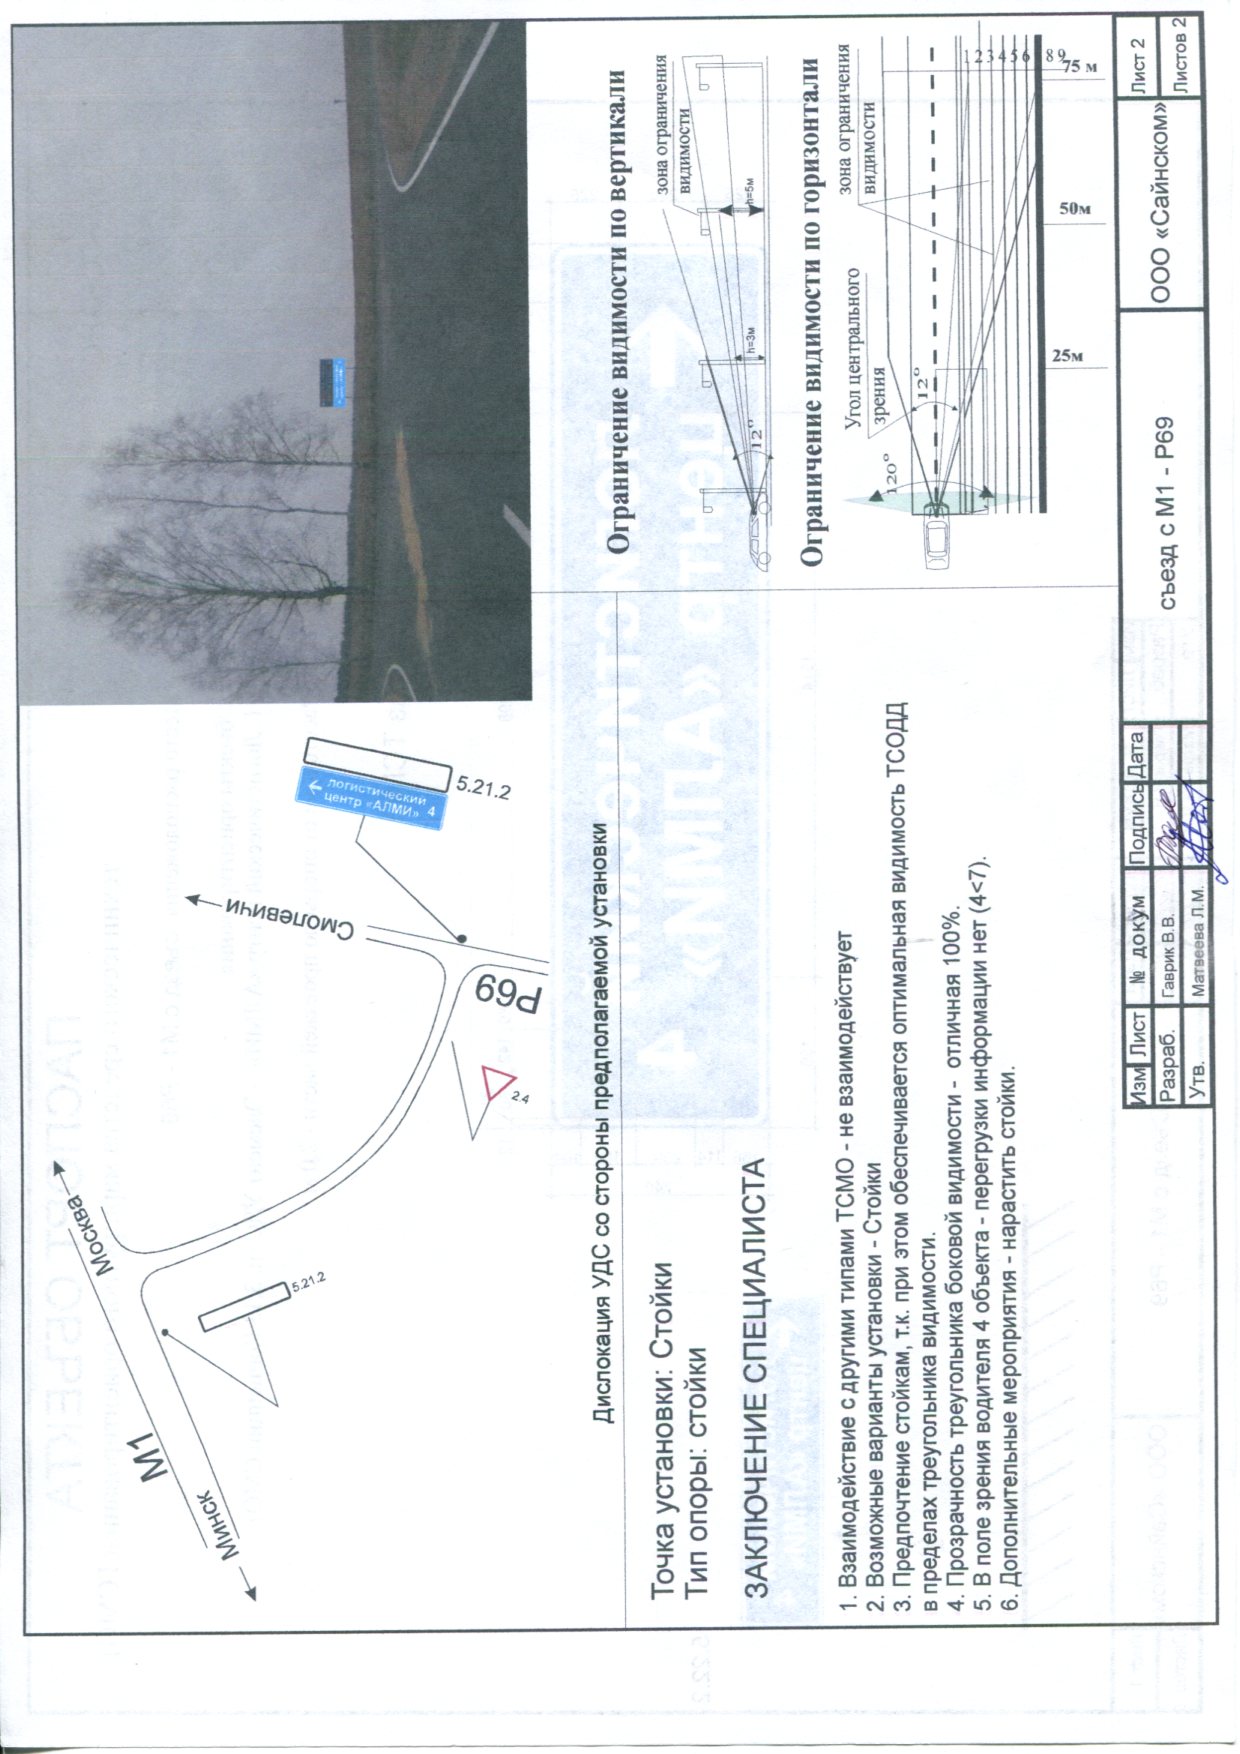 Москва
М1
Минск
5.21.2
2.4
Р69
Смолевичи
логистический
центр «АЛМИ» 4
5.21.2
Дислокация УДС со стороны предполагаемой установки
Точка установки: Стойки
Тип опоры: стойки
ЗАКЛЮЧЕНИЕ СПЕЦИАЛИСТА
1. Взаимодействие с другими типами ТСМО - не взаимодействует
2. Возможные варианты установки - Стойки
3. Предпочтение стойкам, т.к. при этом обеспечивается оптимальная видимость ТСОДД
в пределах треугольника видимости.
4. Прозрачность треугольника боковой видимости - отличная 100%.
5. В поле зрения водителя 4 объекта - перегрузки информации нет (4<7).
6. Дополнительные мероприятия - нарастить стойки.
Ограничение видимости по вертикали
зона ограничения
видимости
12°
h=3м
h=5м
Ограничение видимости по горизонтали
Угол центрального
зрения
зона ограничения
видимости
120°
12°
1 2 3 4 5 6 8 9
25м
50м
75 м
Изм Лист № докум Подпись Дата
Разраб. Гаврик В.В.
Утв. Матвеева Л.М.
съезд с М1 - Р69
ООО «Сайнском»
Лист 2
Листов 2